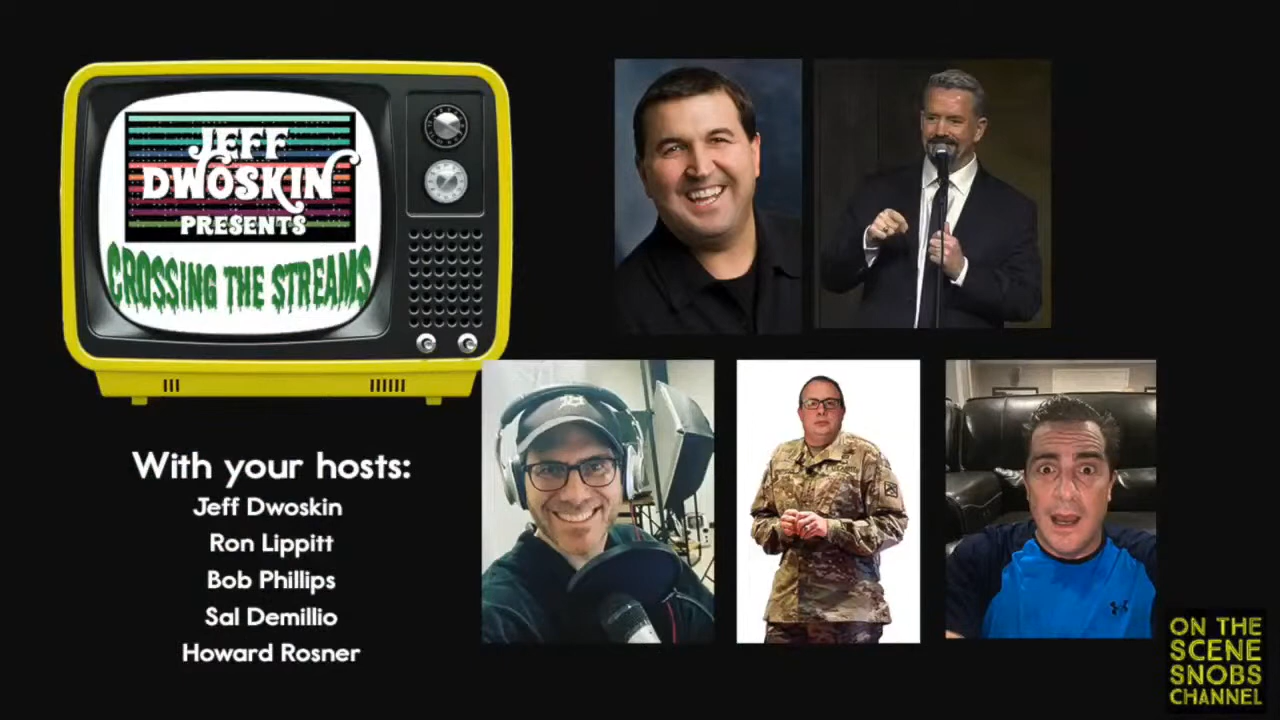 JEFF
DWOSKIN
PRESENTS
CROSSING THE STREAMS
With your hosts:
Jeff Dwoskin
Ron Lippitt
Bob Phillips
Sal Demillio
Howard Rosner
ON THE
SCENE
SNOBS
CHANNEL